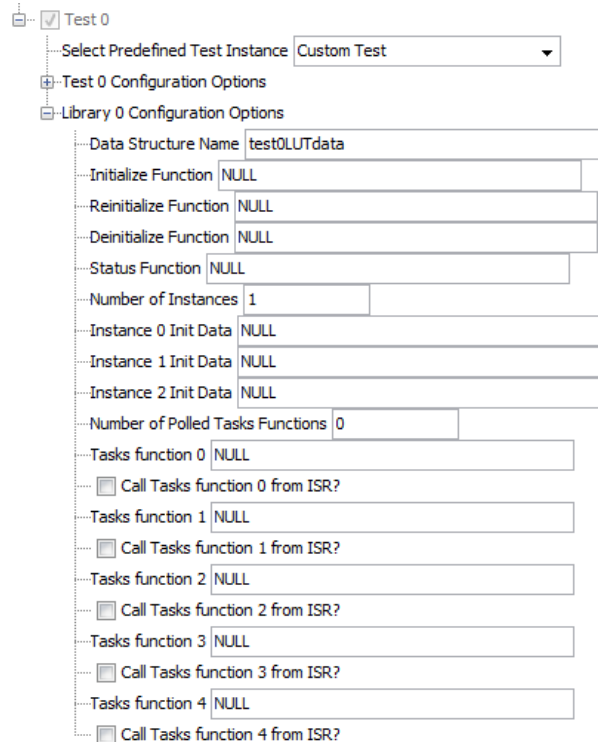 Test 0
Select Predefined Test Instance Custom Test
Test 0 Configuration Options
Library 0 Configuration Options
Data Structure Name test0LUTdata
Initialize Function NULL
Reinitialize Function NULL
Deinitialize Function NULL
Status Function NULL
Number of Instances 1
Instance 0 Init Data NULL
Instance 1 Init Data NULL
Instance 2 Init Data NULL
Number of Polled Tasks Functions 0
Tasks function 0 NULL
Call Tasks function 0 from ISR?
Tasks function 1 NULL
Call Tasks function 1 from ISR?
Tasks function 2 NULL
Call Tasks function 2 from ISR?
Tasks function 3 NULL
Call Tasks function 3 from ISR?
Tasks function 4 NULL
Call Tasks function 4 from ISR?